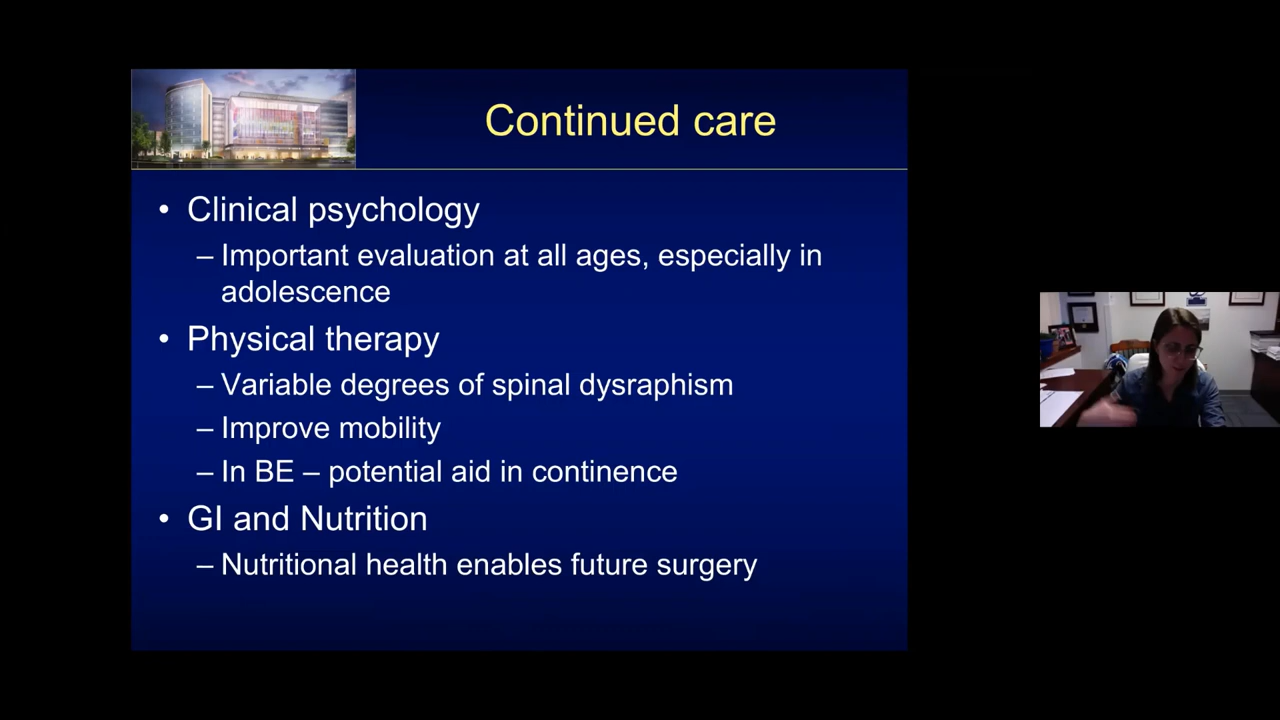 Continued care
• Clinical psychology
– Important evaluation at all ages, especially in
adolescence
• Physical therapy
– Variable degrees of spinal dysraphism
– Improve mobility
– In BE – potential aid in continence
• GI and Nutrition
– Nutritional health enables future surgery